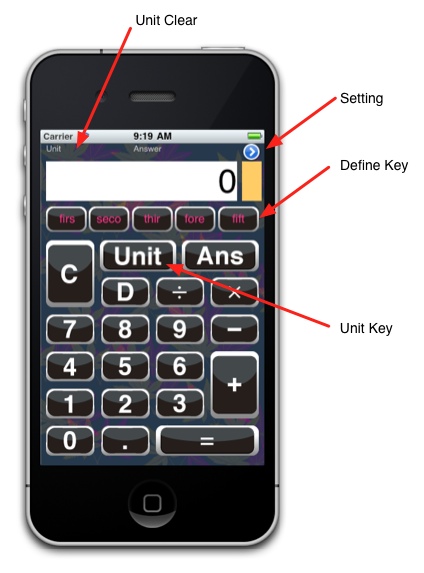 Unit Clear
Setting
Carrier 9:19 AM
Unit Answer
Define Key
0
firs seco thir fore fift
C Unit Ans
D ÷ ×
Unit Key
7 8 9 −
4 5 6 +
1 2 3
0 . =